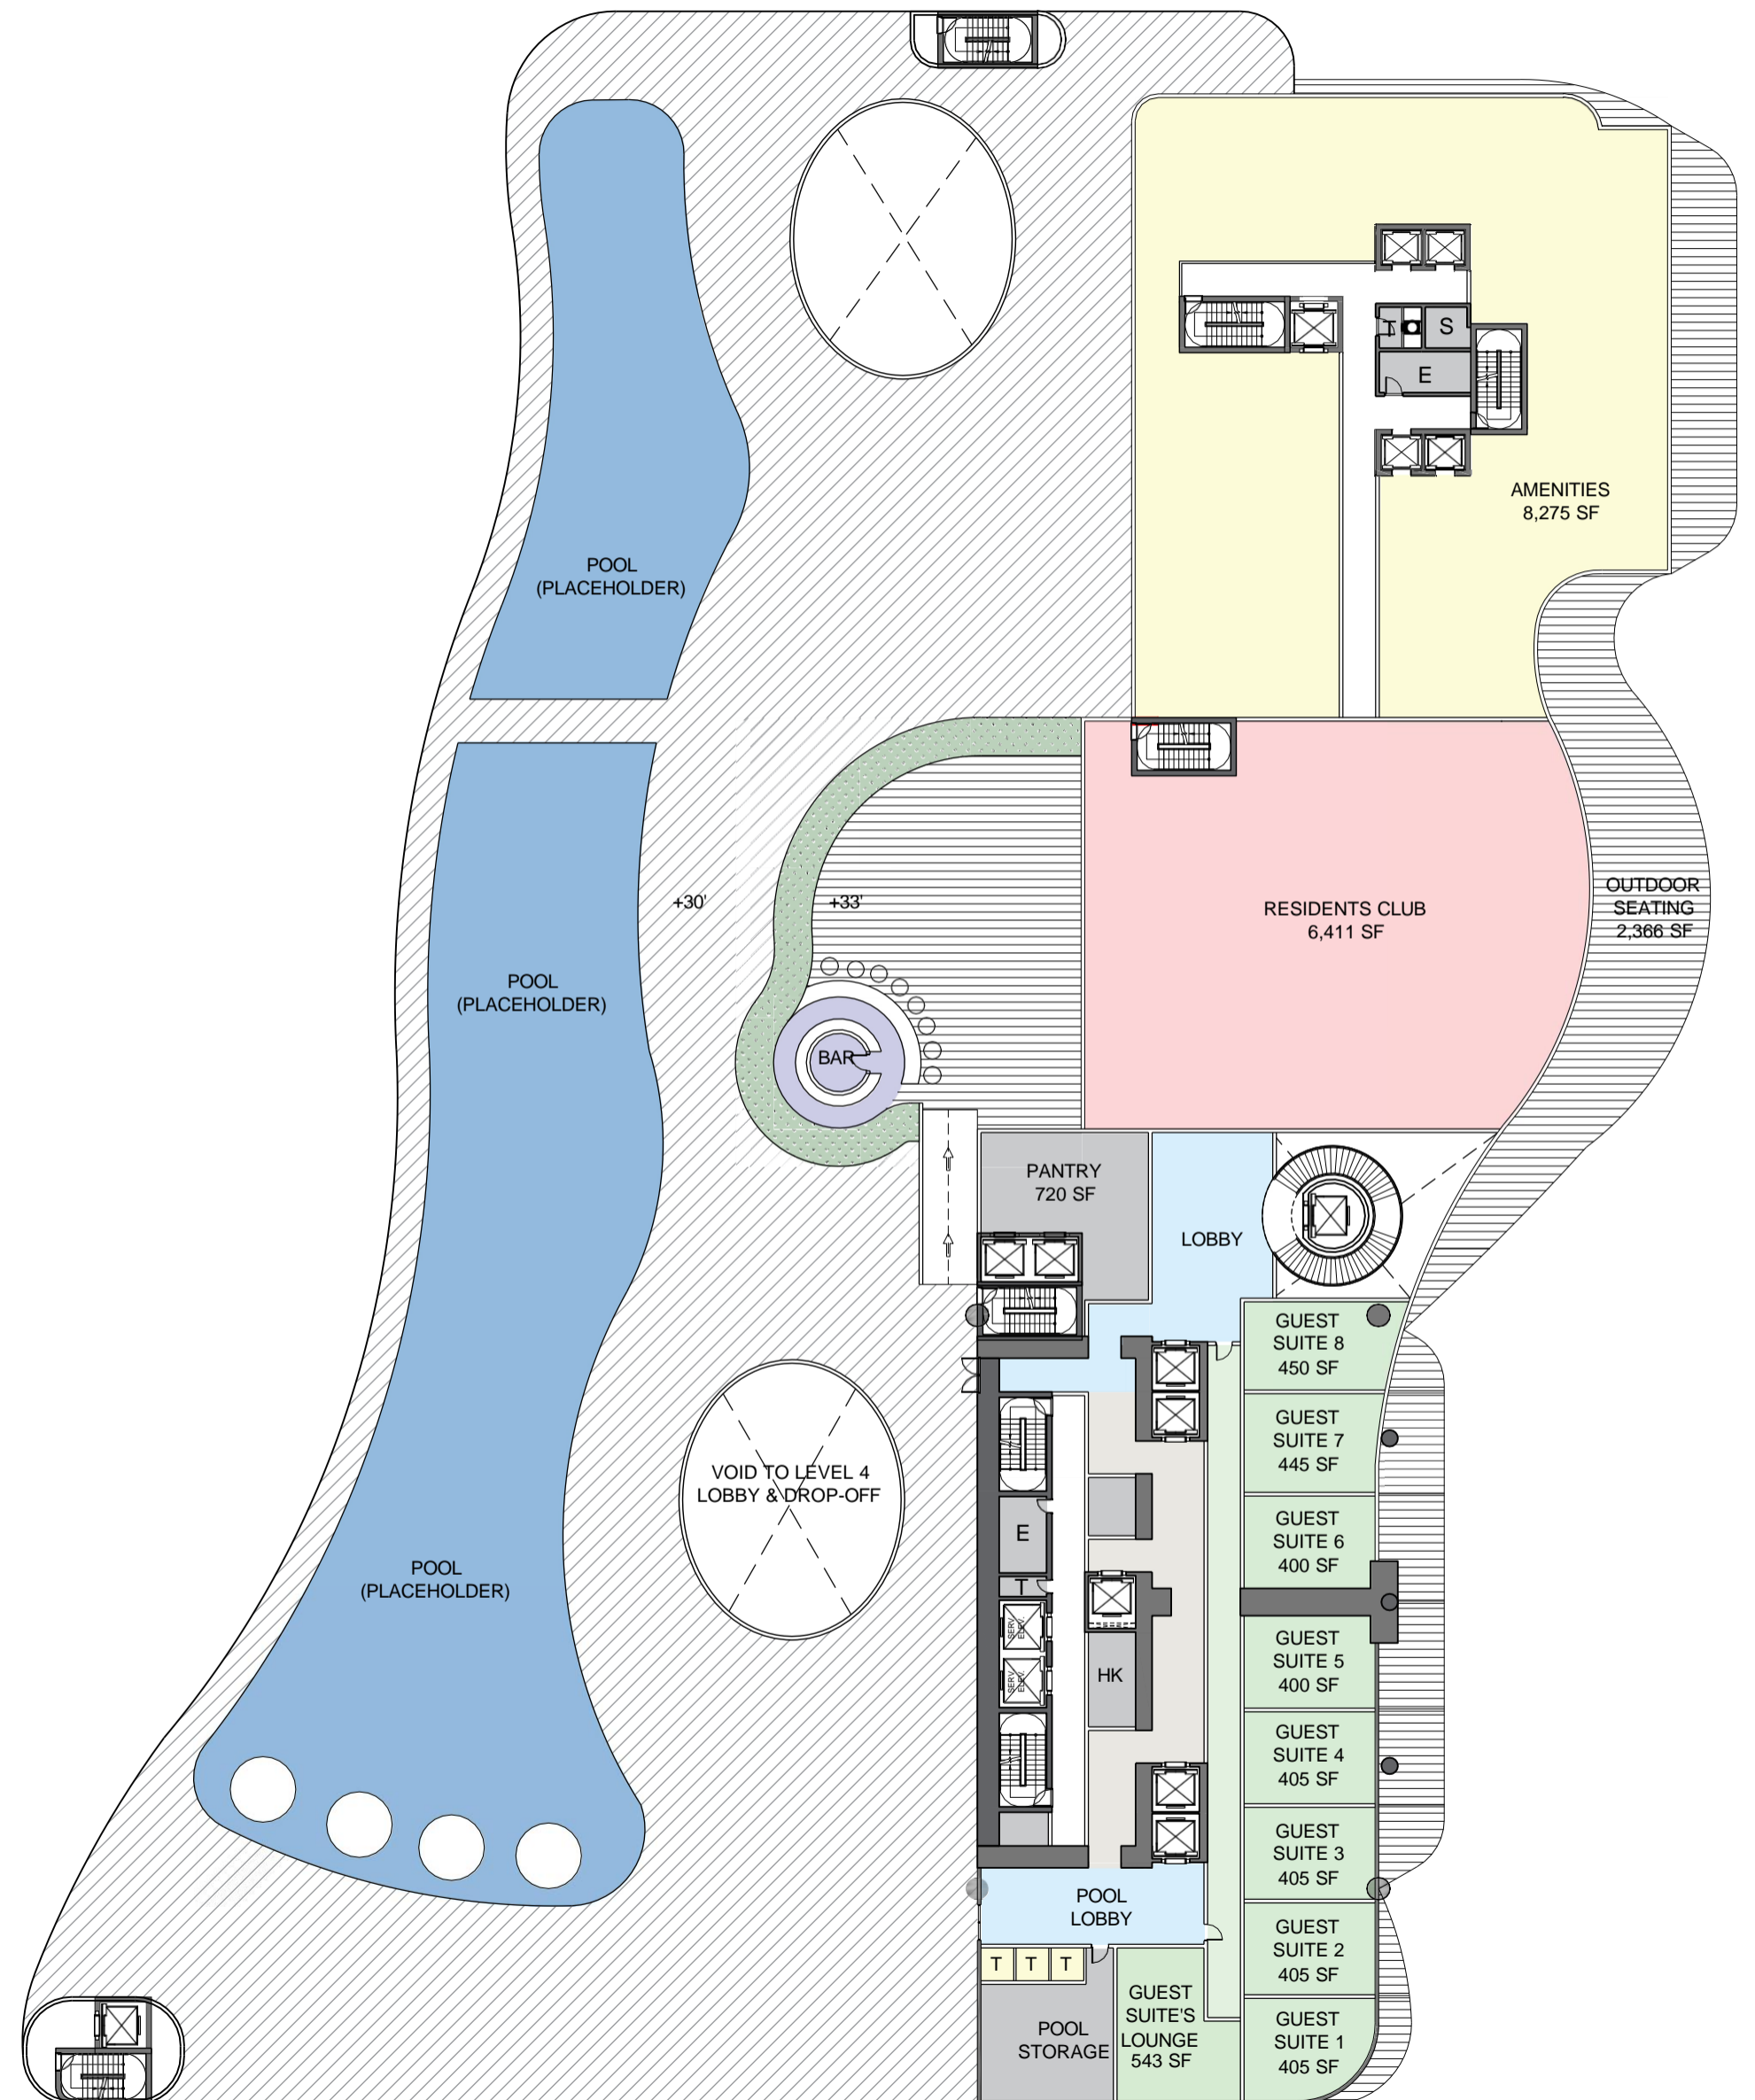 T
S
E
AMENITIES
8,275 SF
POOL
(PLACEHOLDER)
+30'
+33'
RESIDENTS CLUB
6,411 SF
OUTDOOR
SEATING
2,366 SF
POOL
(PLACEHOLDER)
BAR
PANTRY
720 SF
LOBBY
GUEST
SUITE 8
450 SF
GUEST
SUITE 7
445 SF
VOID TO LEVEL 4
LOBBY & DROP-OFF
E
GUEST
SUITE 6
400 SF
POOL
(PLACEHOLDER)
T
SERV.
ELEV.
SERV.
ELEV.
HK
GUEST
SUITE 5
400 SF
GUEST
SUITE 4
405 SF
GUEST
SUITE 3
405 SF
POOL
LOBBY
GUEST
SUITE 2
405 SF
T T T
GUEST
SUITE'S
LOUNGE
543 SF
POOL
STORAGE
GUEST
SUITE 1
405 SF